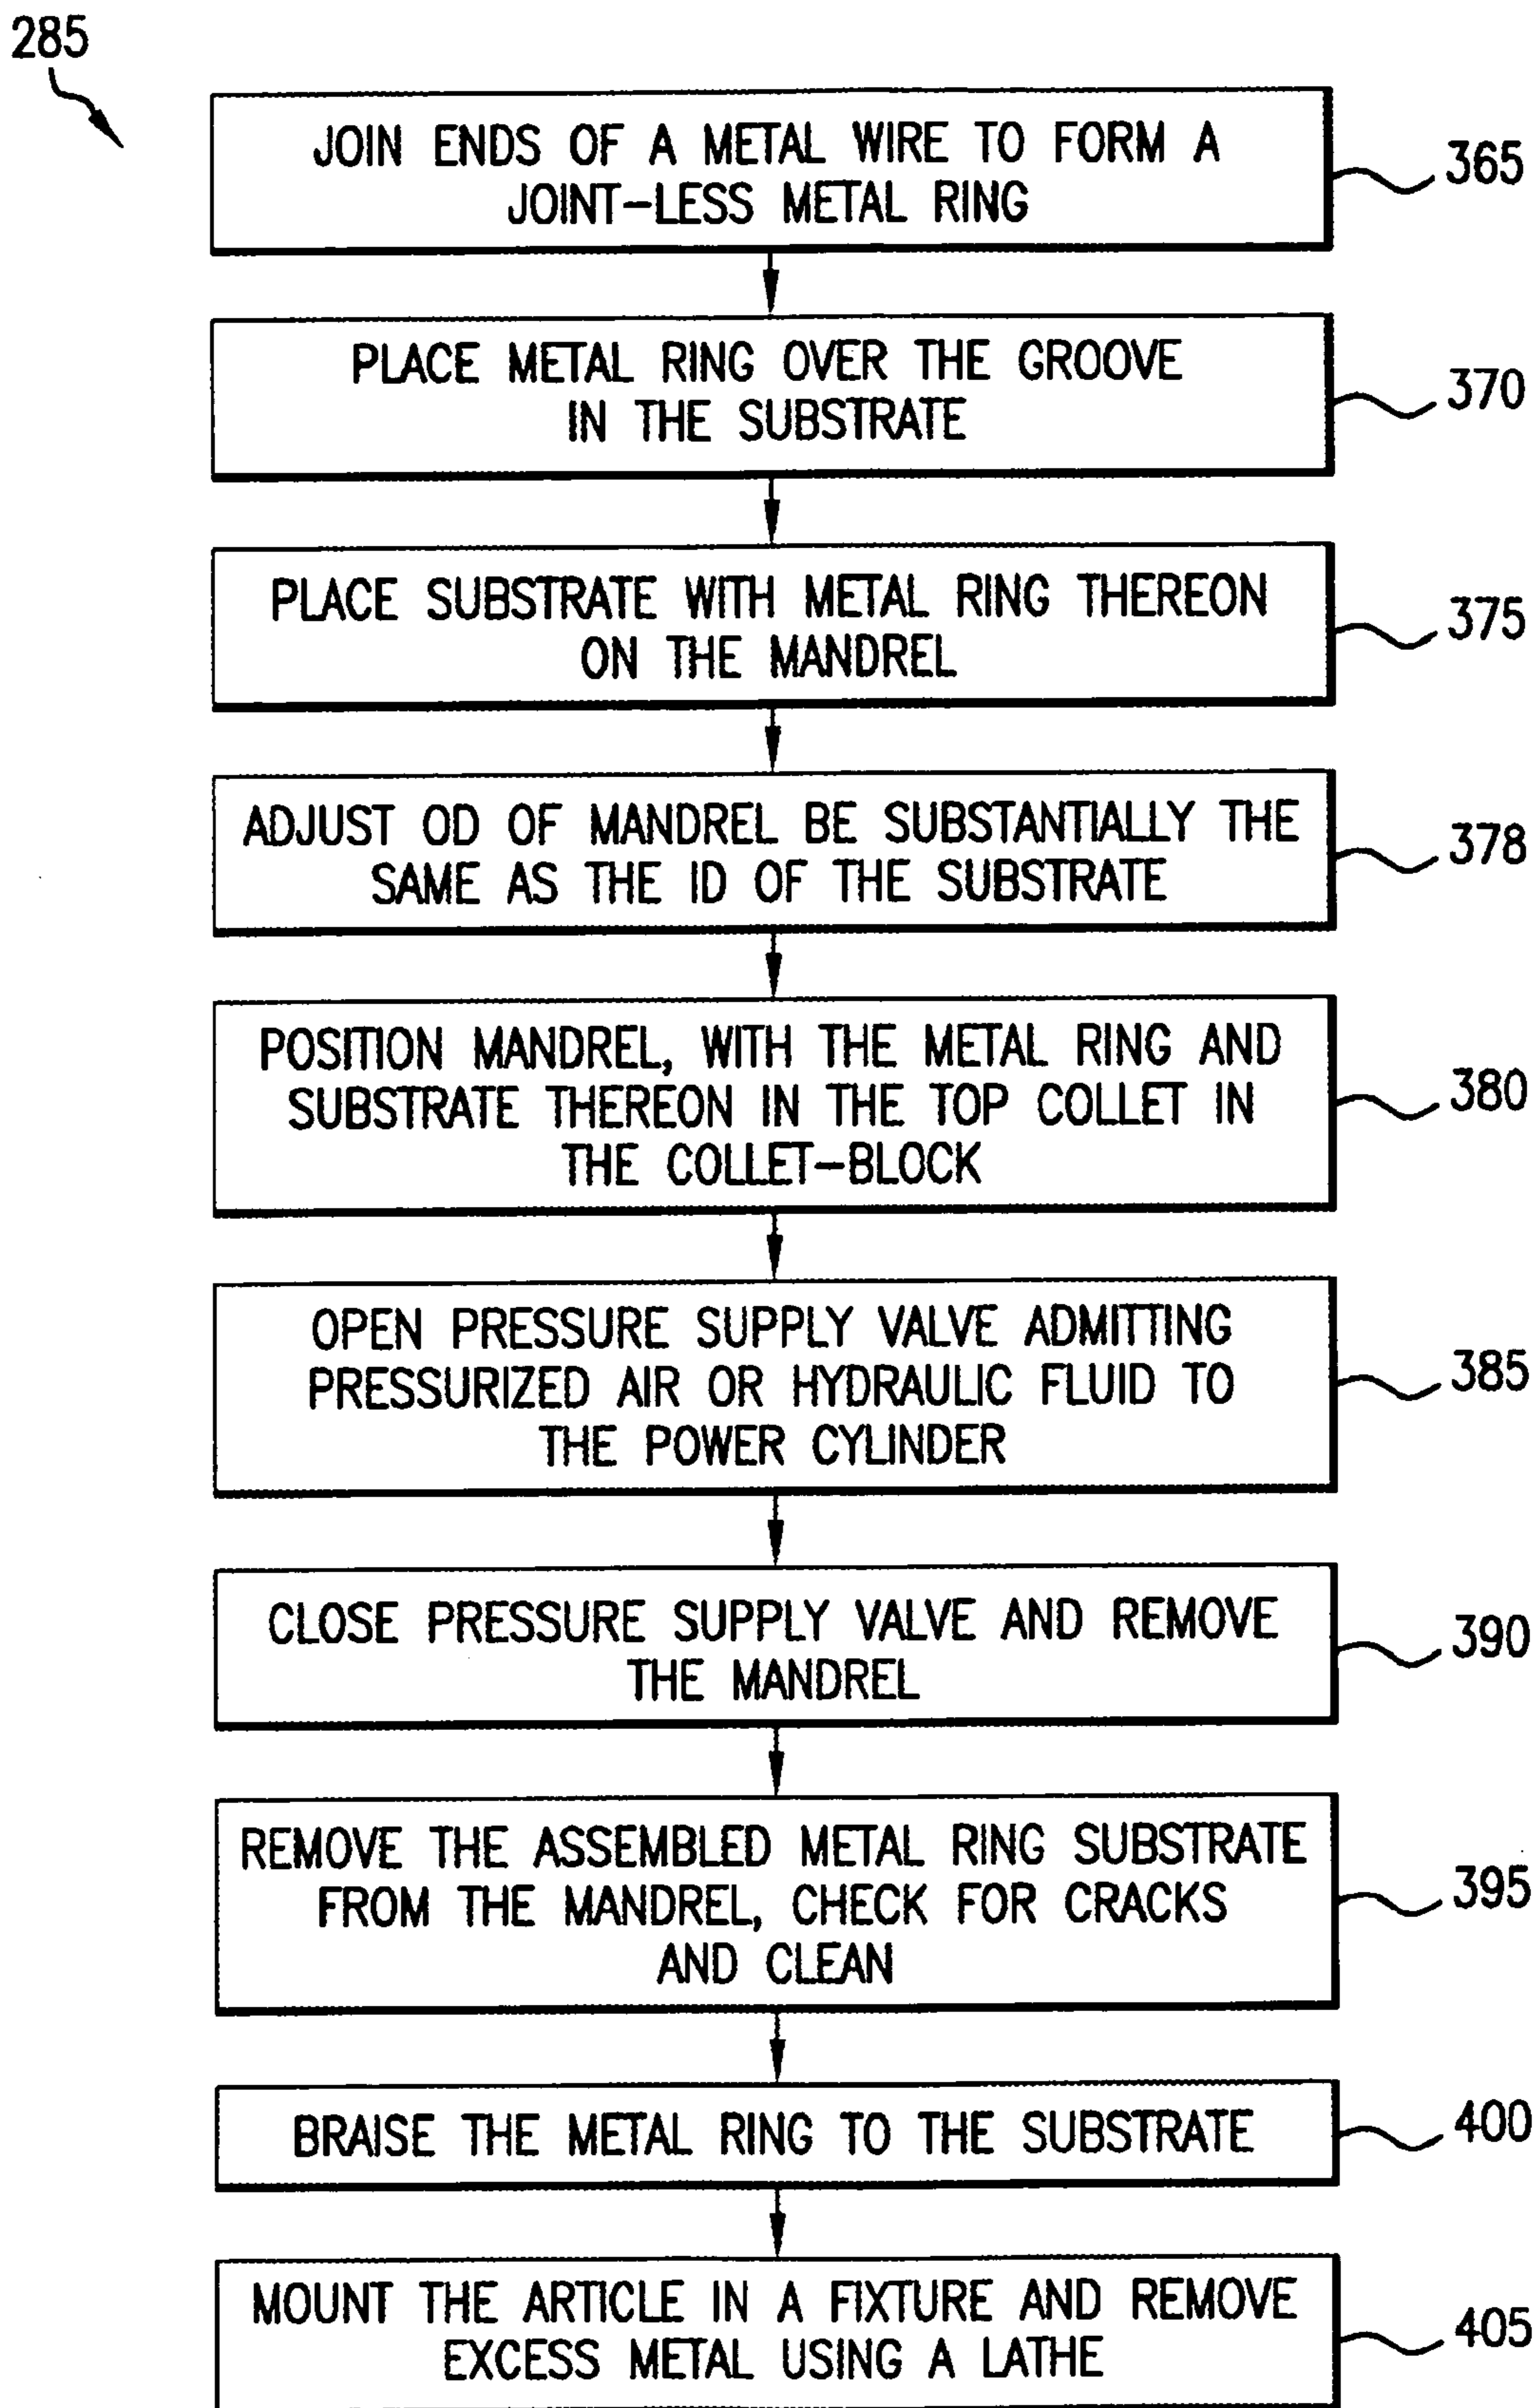 285
JOIN ENDS OF A METAL WIRE TO FORM A
JOINT-LESS METAL RING
365
PLACE METAL RING OVER THE GROOVE
IN THE SUBSTRATE
370
PLACE SUBSTRATE WITH METAL RING THEREON
ON THE MANDREL
375
ADJUST OD OF MANDREL BE SUBSTANTIALLY THE
SAME AS THE ID OF THE SUBSTRATE
378
POSITION MANDREL, WITH THE METAL RING AND
SUBSTRATE THEREON IN THE TOP COLLET IN
THE COLLET-BLOCK
380
OPEN PRESSURE SUPPLY VALVE ADMITTING
PRESSURIZED AIR OR HYDRAULIC FLUID TO
THE POWER CYLINDER
385
CLOSE PRESSURE SUPPLY VALVE AND REMOVE
THE MANDREL
390
REMOVE THE ASSEMBLED METAL RING SUBSTRATE
FROM THE MANDREL, CHECK FOR CRACKS
AND CLEAN
395
BRAISE THE METAL RING TO THE SUBSTRATE
400
MOUNT THE ARTICLE IN A FIXTURE AND REMOVE
EXCESS METAL USING A LATHE
405